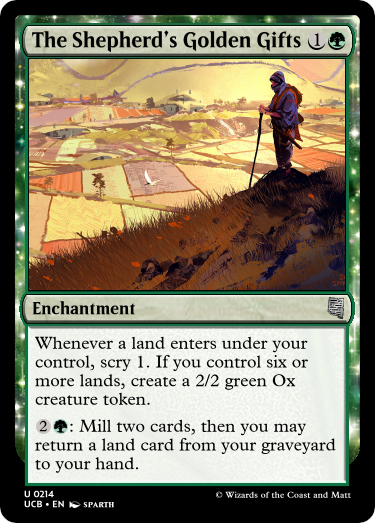 The Shepherd's Golden Gifts 1
Enchantment
Whenever a land enters under your
control, scry 1. If you control six or
more lands, create a 2/2 green Ox
creature token.
2 : Mill two cards, then you may
return a land card from your graveyard
to your hand.
U 0214
UCB • EN SPARTH
© Wizards of the Coast and Matt